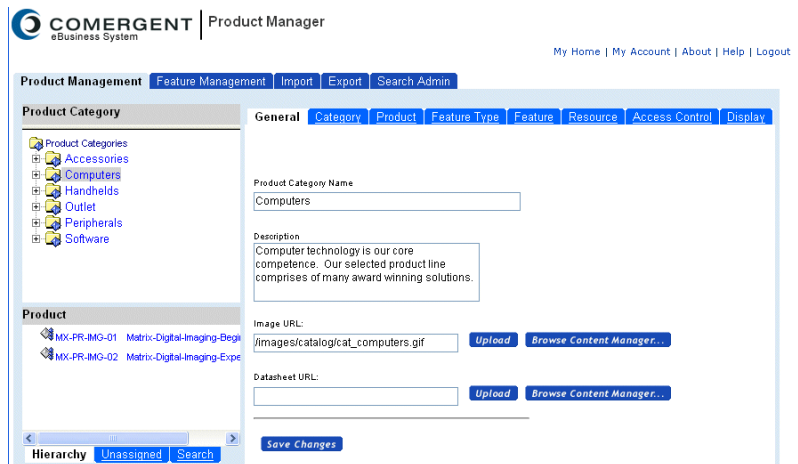 COMERGENT
eBusiness System
Product Manager
My Home | My Account | About | Help | Logout
Product Management Feature Management Import Export Search Admin
Product Category
Product Categories
Accessories
Computers
Handhelds
Outlet
Peripherals
Software
Product
MX-PR-IMG-01 Matrix-Digital-Imaging-Begi
MX-PR-IMG-02 Matrix-Digital-Imaging-Expe
Hierarchy Unassigned Search
General Category Product Feature Type Feature Resource Access Control Display
Product Category Name
Computers
Description
Computer technology is our core
competence. Our selected product line
comprises of many award winning solutions.
Image URL:
/images/catalog/cat_computers.gif
Upload Browse Content Manager...
Datasheet URL:
Upload Browse Content Manager...
Save Changes